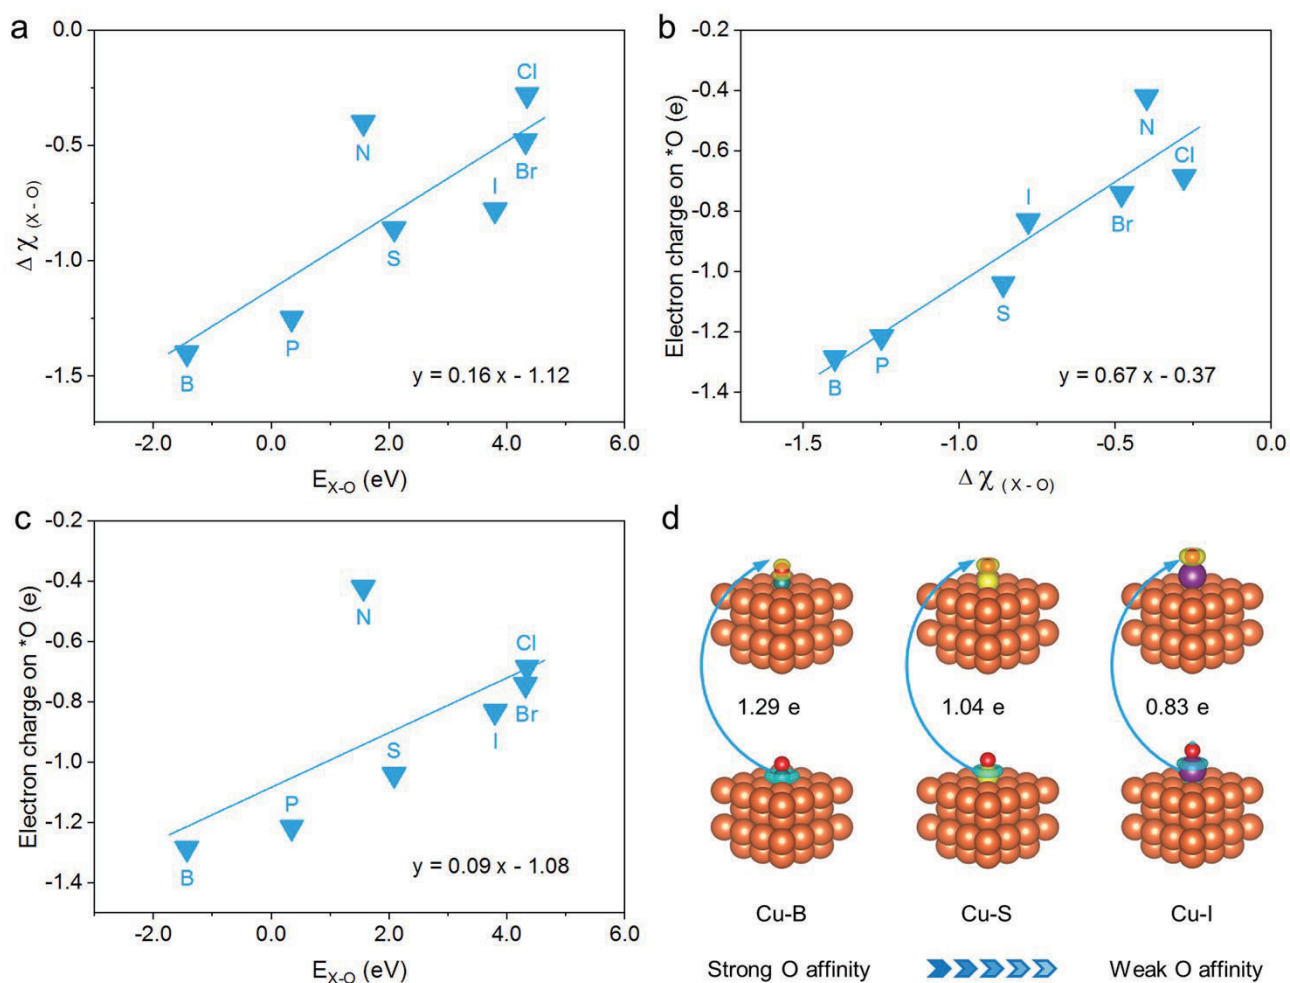 a
0.0
-0.5
-1.0
-1.5
Δ χ (X - O)
Cl
N
Br
I
S
P
B
y = 0.16 x - 1.12
-2.0 0.0 2.0 4.0 6.0
E X-O (eV)
b
-0.2
-0.4
-0.6
-0.8
-1.0
-1.2
-1.4
Electron charge on *O (e)
N
Cl
I
Br
S
P
B
y = 0.67 x - 0.37
-1.5 -1.0 -0.5 0.0
Δ χ (X - O)
c
-0.2
-0.4
-0.6
-0.8
-1.0
-1.2
-1.4
Electron charge on *O (e)
N
Cl
Br
I
S
P
B
y = 0.09 x - 1.08
-2.0 0.0 2.0 4.0 6.0
E X-O (eV)
d
1.29 e 1.04 e 0.83 e
Cu-B Cu-S Cu-I
Strong O affinity Weak O affinity